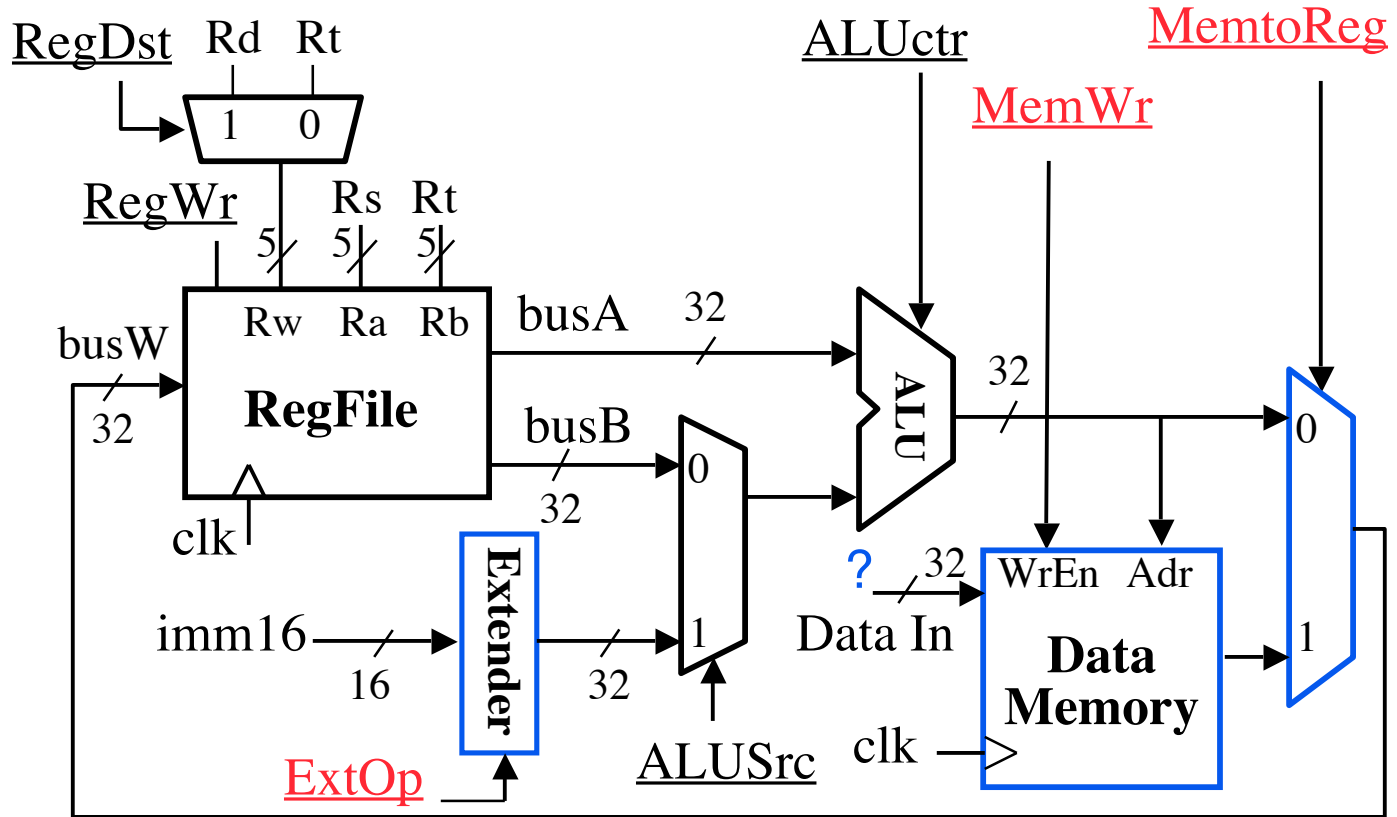 RegDst Rd Rt ALUctr MemtoReg
MemWr
1 0
RegWr Rs Rt
5 5 5
Rw Ra Rb busA 32
busW
RegFile ALU 32
32 busB 0
0
32
clk
Extender ? 32 WrEn Adr
imm16 1 Data In 1
16 32 Data
Memory
clk
ExtOp ALUSrc